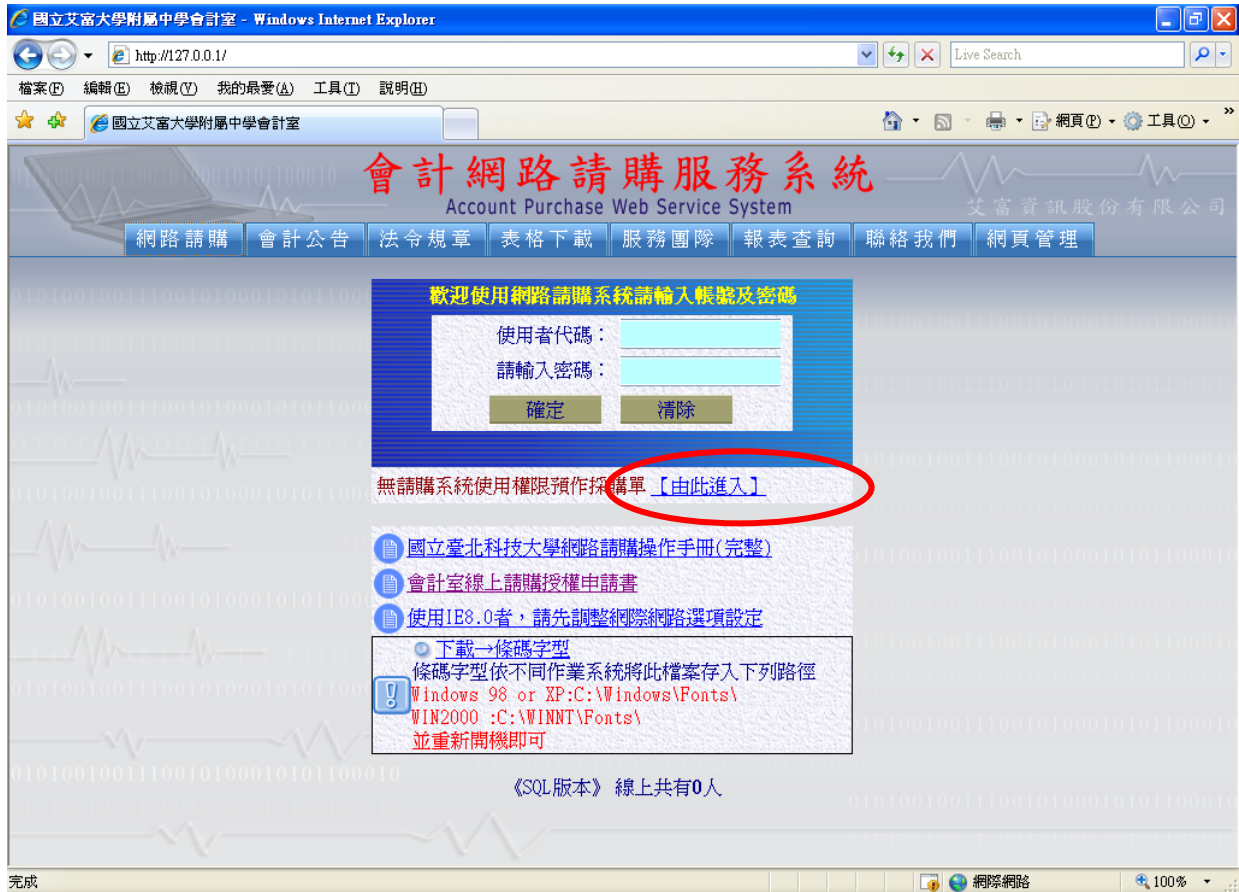 國立艾富大學附屬中學會計室 - Windows Internet Explorer
http://127.0.0.1/
Live Search
檔案(F) 編輯(E) 檢視(V) 我的最愛(A) 工具(T) 說明(H)
國立艾富大學附屬中學會計室
網頁(P) 工具(O) »
會計網路請購服務系統
Account Purchase Web Service System
艾富資訊股份有限公司
網路請購 會計公告 法令規章 表格下載 服務團隊 報表查詢 聯絡我們 網頁管理
歡迎使用網路請購系統請輸入帳號及密碼
使用者代碼：
請輸入密碼：
確定 清除
無請購系統使用權限預作採購單 【由此進入】
國立臺北科技大學網路請購操作手冊(完整)
會計室線上請購授權申請書
使用IE8.0者，請先調整網際網路選項設定
下載→條碼字型
條碼字型依不同作業系統將此檔案存入下列路徑
Windows 98 or XP:C:\Windows\Fonts\
WIN2000 :C:\WINNT\Fonts\
並重新開機即可
《SQL版本》 線上共有0人
完成
網際網路
100%